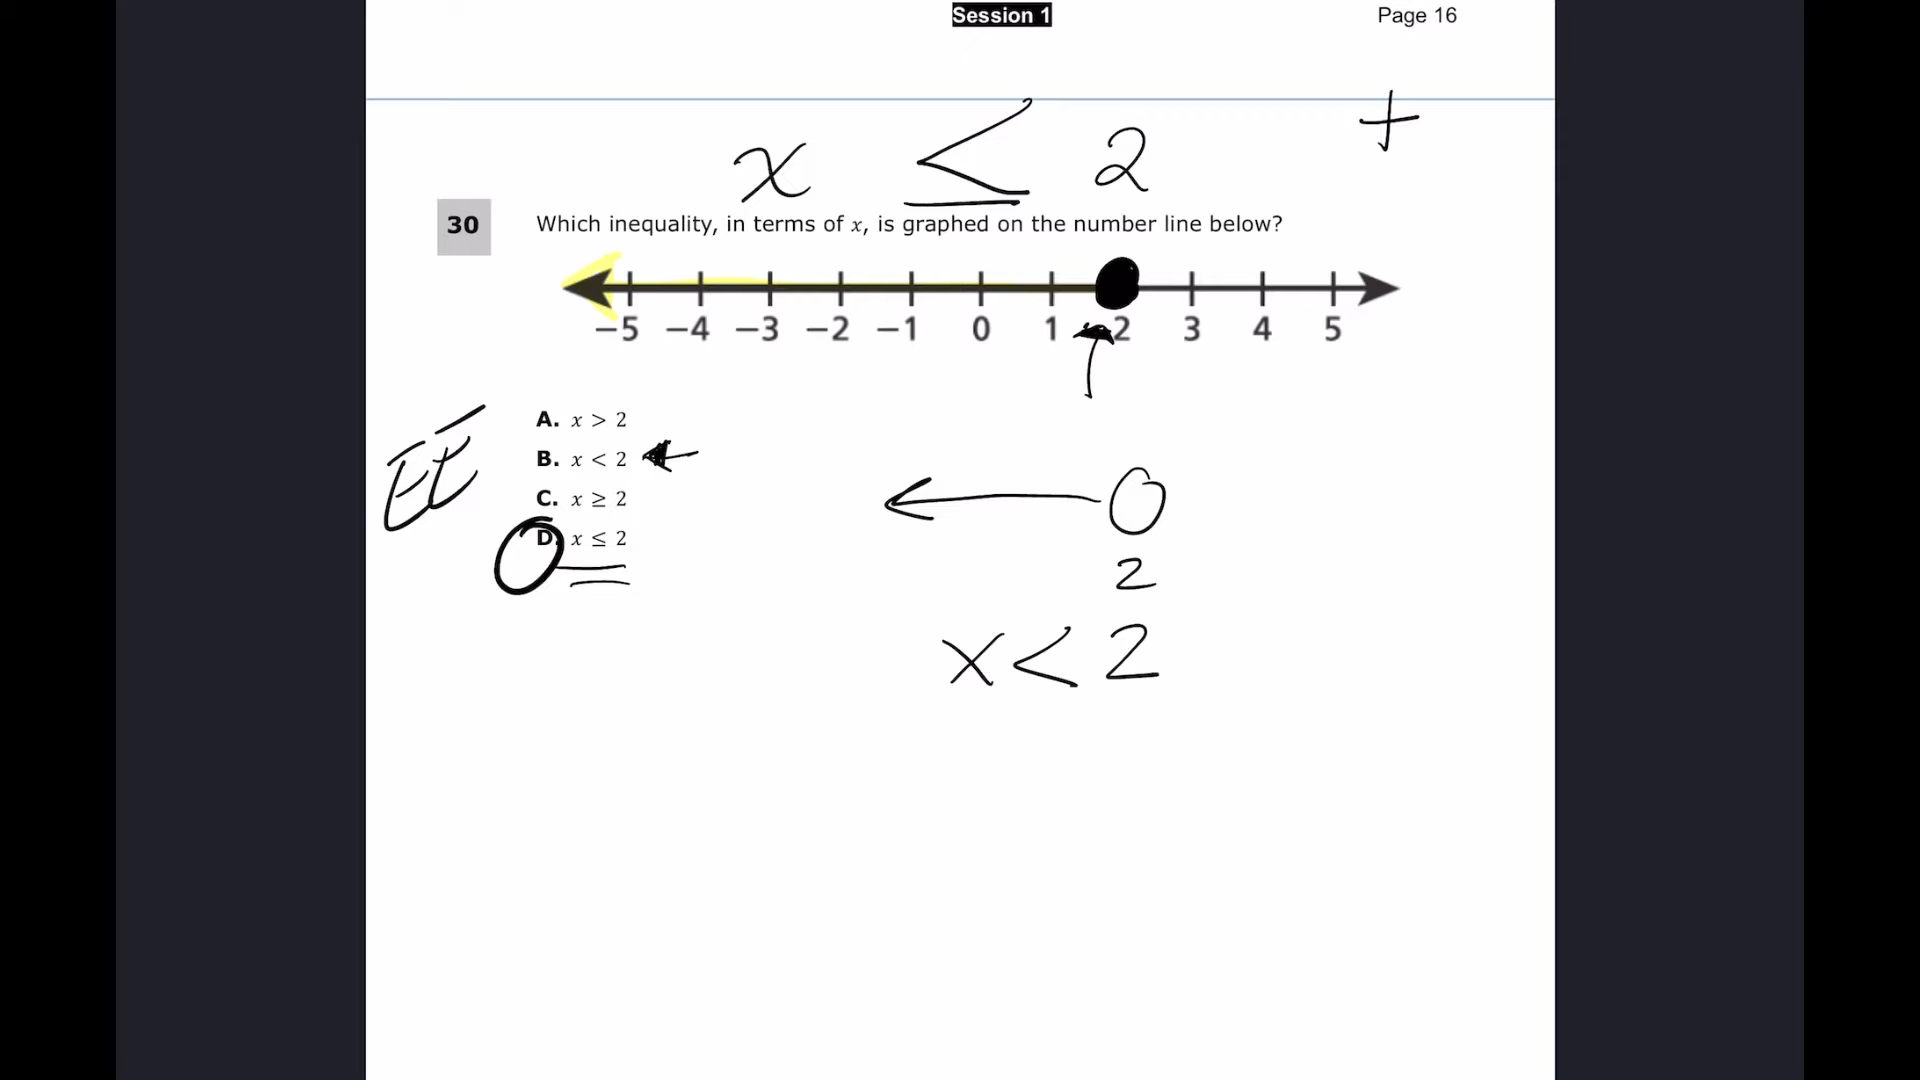 Session 1 Page 16
x ≤ 2 +
30 Which inequality, in terms of x, is graphed on the number line below?
−5 −4 −3 −2 −1 0 1 2 3 4 5
A. x > 2
B. x < 2
C. x ≥ 2
D. x ≤ 2
2
x < 2